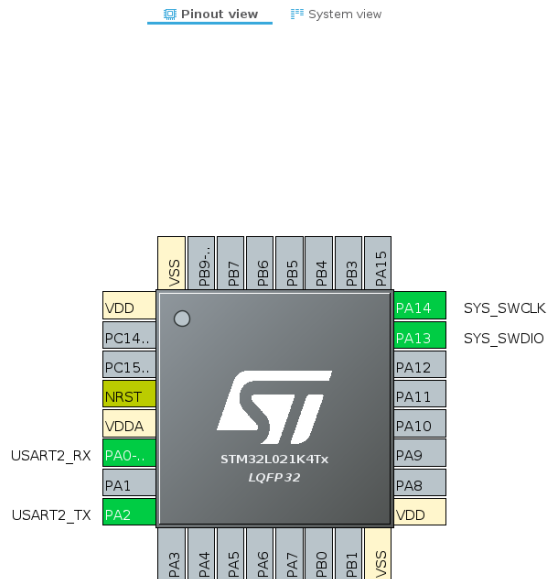 Pinout view System view
VSS PB9-.. PB7 PB6 PB5 PB4 PB3 PA15
VDD PA14 SYS_SWCLK
PC14.. PA13 SYS_SWDIO
PC15.. PA12
NRST PA11
VDDA PA10
USART2_RX PA0-.. PA9
PA1 PA8
USART2_TX PA2 VDD
STM32L021K4Tx
LQFP32
PA3 PA4 PA5 PA6 PA7 PB0 PB1 VSS